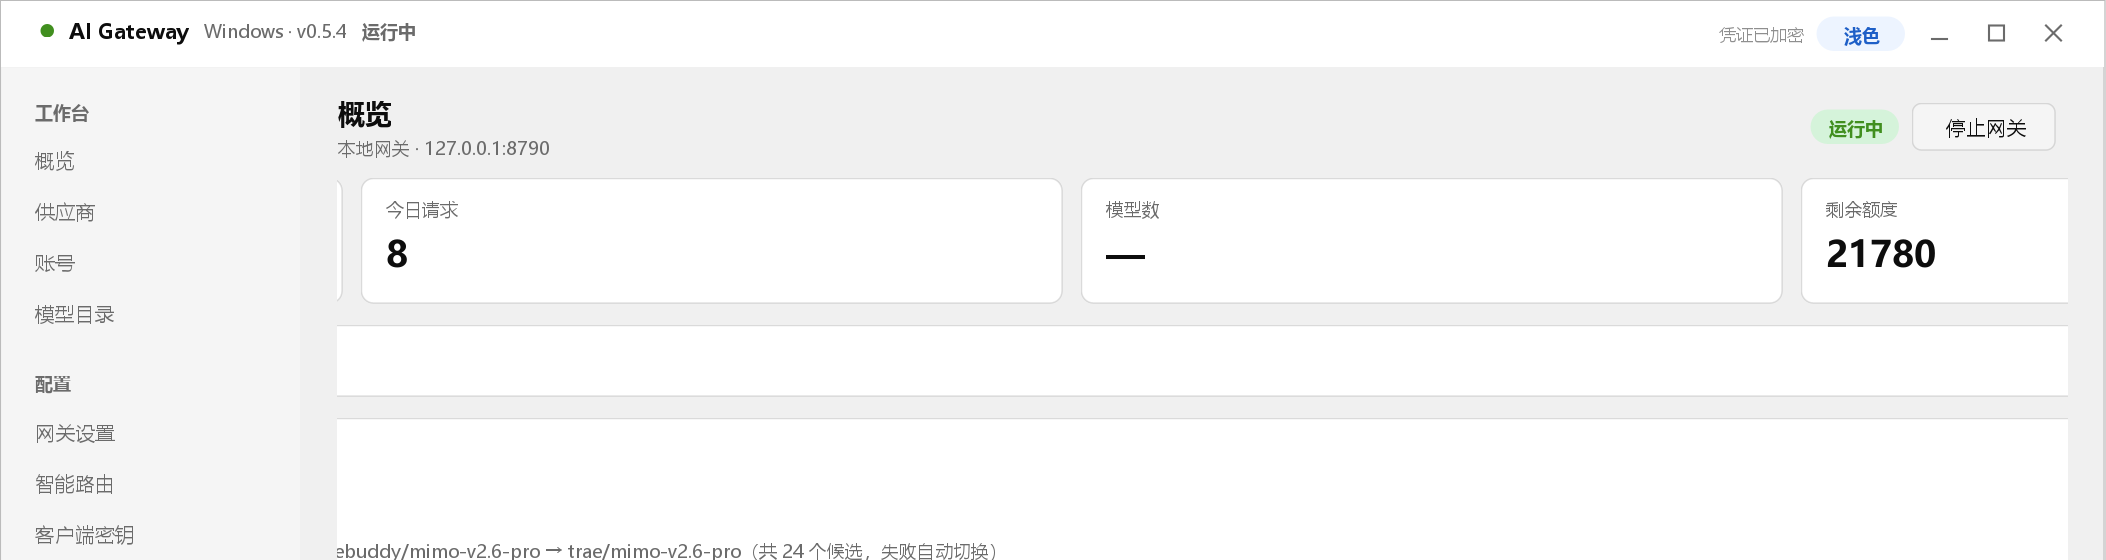 AI Gateway Windows · v0.5.4 运行中 凭证已加密 浅色
工作台
概览
供应商
账号
模型目录
配置
网关设置
智能路由
客户端密钥
概览
本地网关 · 127.0.0.1:8790
运行中 停止网关
今日请求
8
模型数
—
剩余额度
21780
ebuddy/mimo-v2.6-pro → trae/mimo-v2.6-pro（共 24 个候选，失败自动切换）